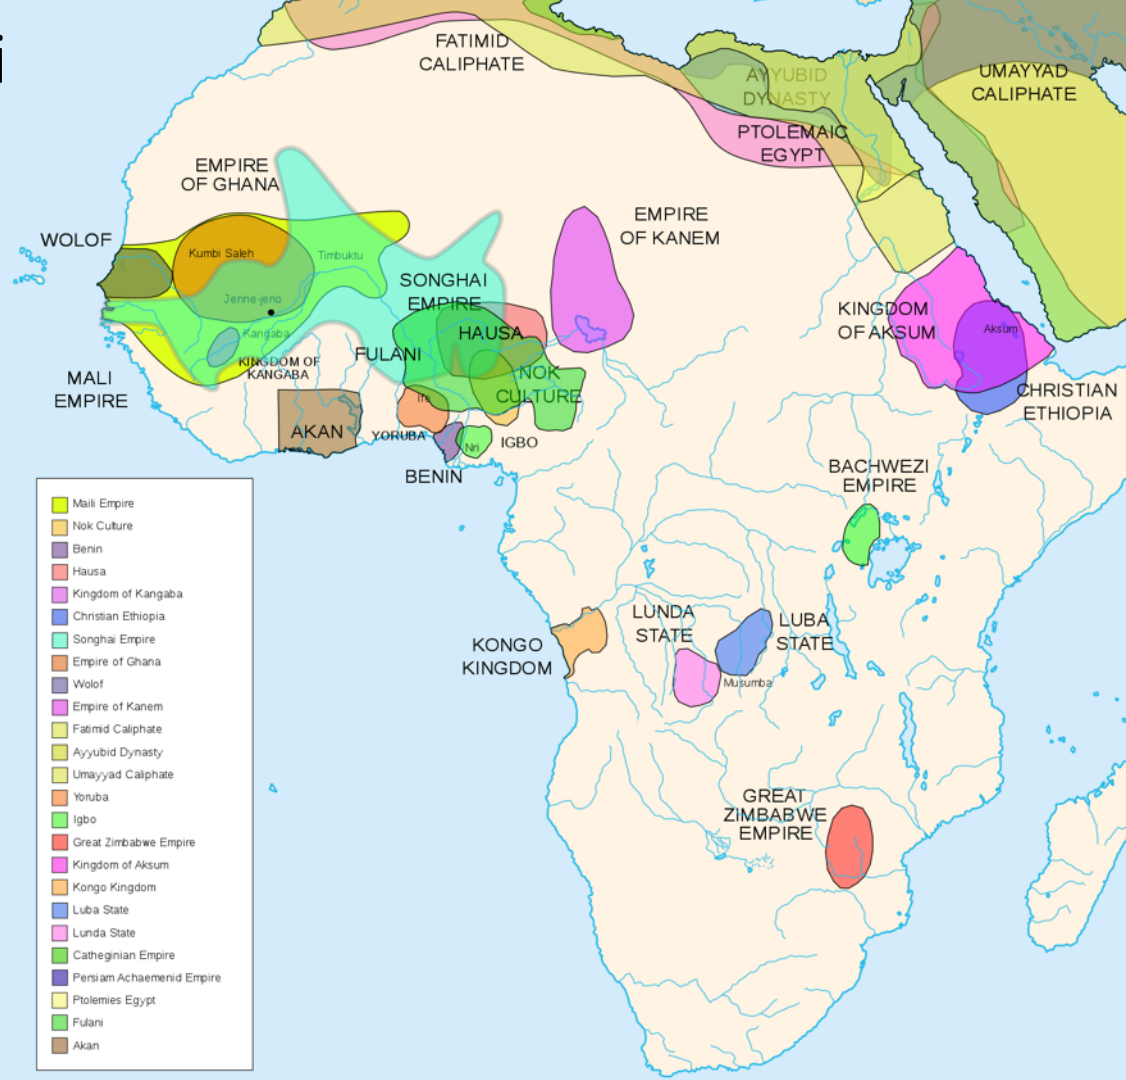 i
FATIMID
CALIPHATE
AYYUBID
DYNASTY
UMAYYAD
CALIPHATE
PTOLEMAIC
EGYPT
EMPIRE
OF GHANA
WOLOF
Kumbi Saleh
Timbuktu
EMPIRE
OF KANEM
SONGHAI
EMPIRE
Jenne-jeno
Kangaba
KINGDOM OF
KANGABA
HAUSA
FULANI
KINGDOM
OF AKSUM
Aksum
MALI
EMPIRE
NOK
CULTURE
CHRISTIAN
ETHIOPIA
Ife
AKAN
YORUBA
Nri
IGBO
BENIN
BACHWEZI
EMPIRE
LUNDA
STATE
LUBA
STATE
KONGO
KINGDOM
Musumba
GREAT
ZIMBABWE
EMPIRE
Maili Empire
Nok Culture
Benin
Hausa
Kingdom of Kangaba
Christian Ethiopia
Songhai Empire
Empire of Ghana
Wolof
Empire of Kanem
Fatimid Caliphate
Ayyubid Dynasty
Umayyad Caliphate
Yoruba
Igbo
Great Zimbabwe Empire
Kingdom of Aksum
Kongo Kingdom
Luba State
Lunda State
Catheginian Empire
Persiam Achaemenid Empire
Ptolemies Egypt
Fulani
Akan